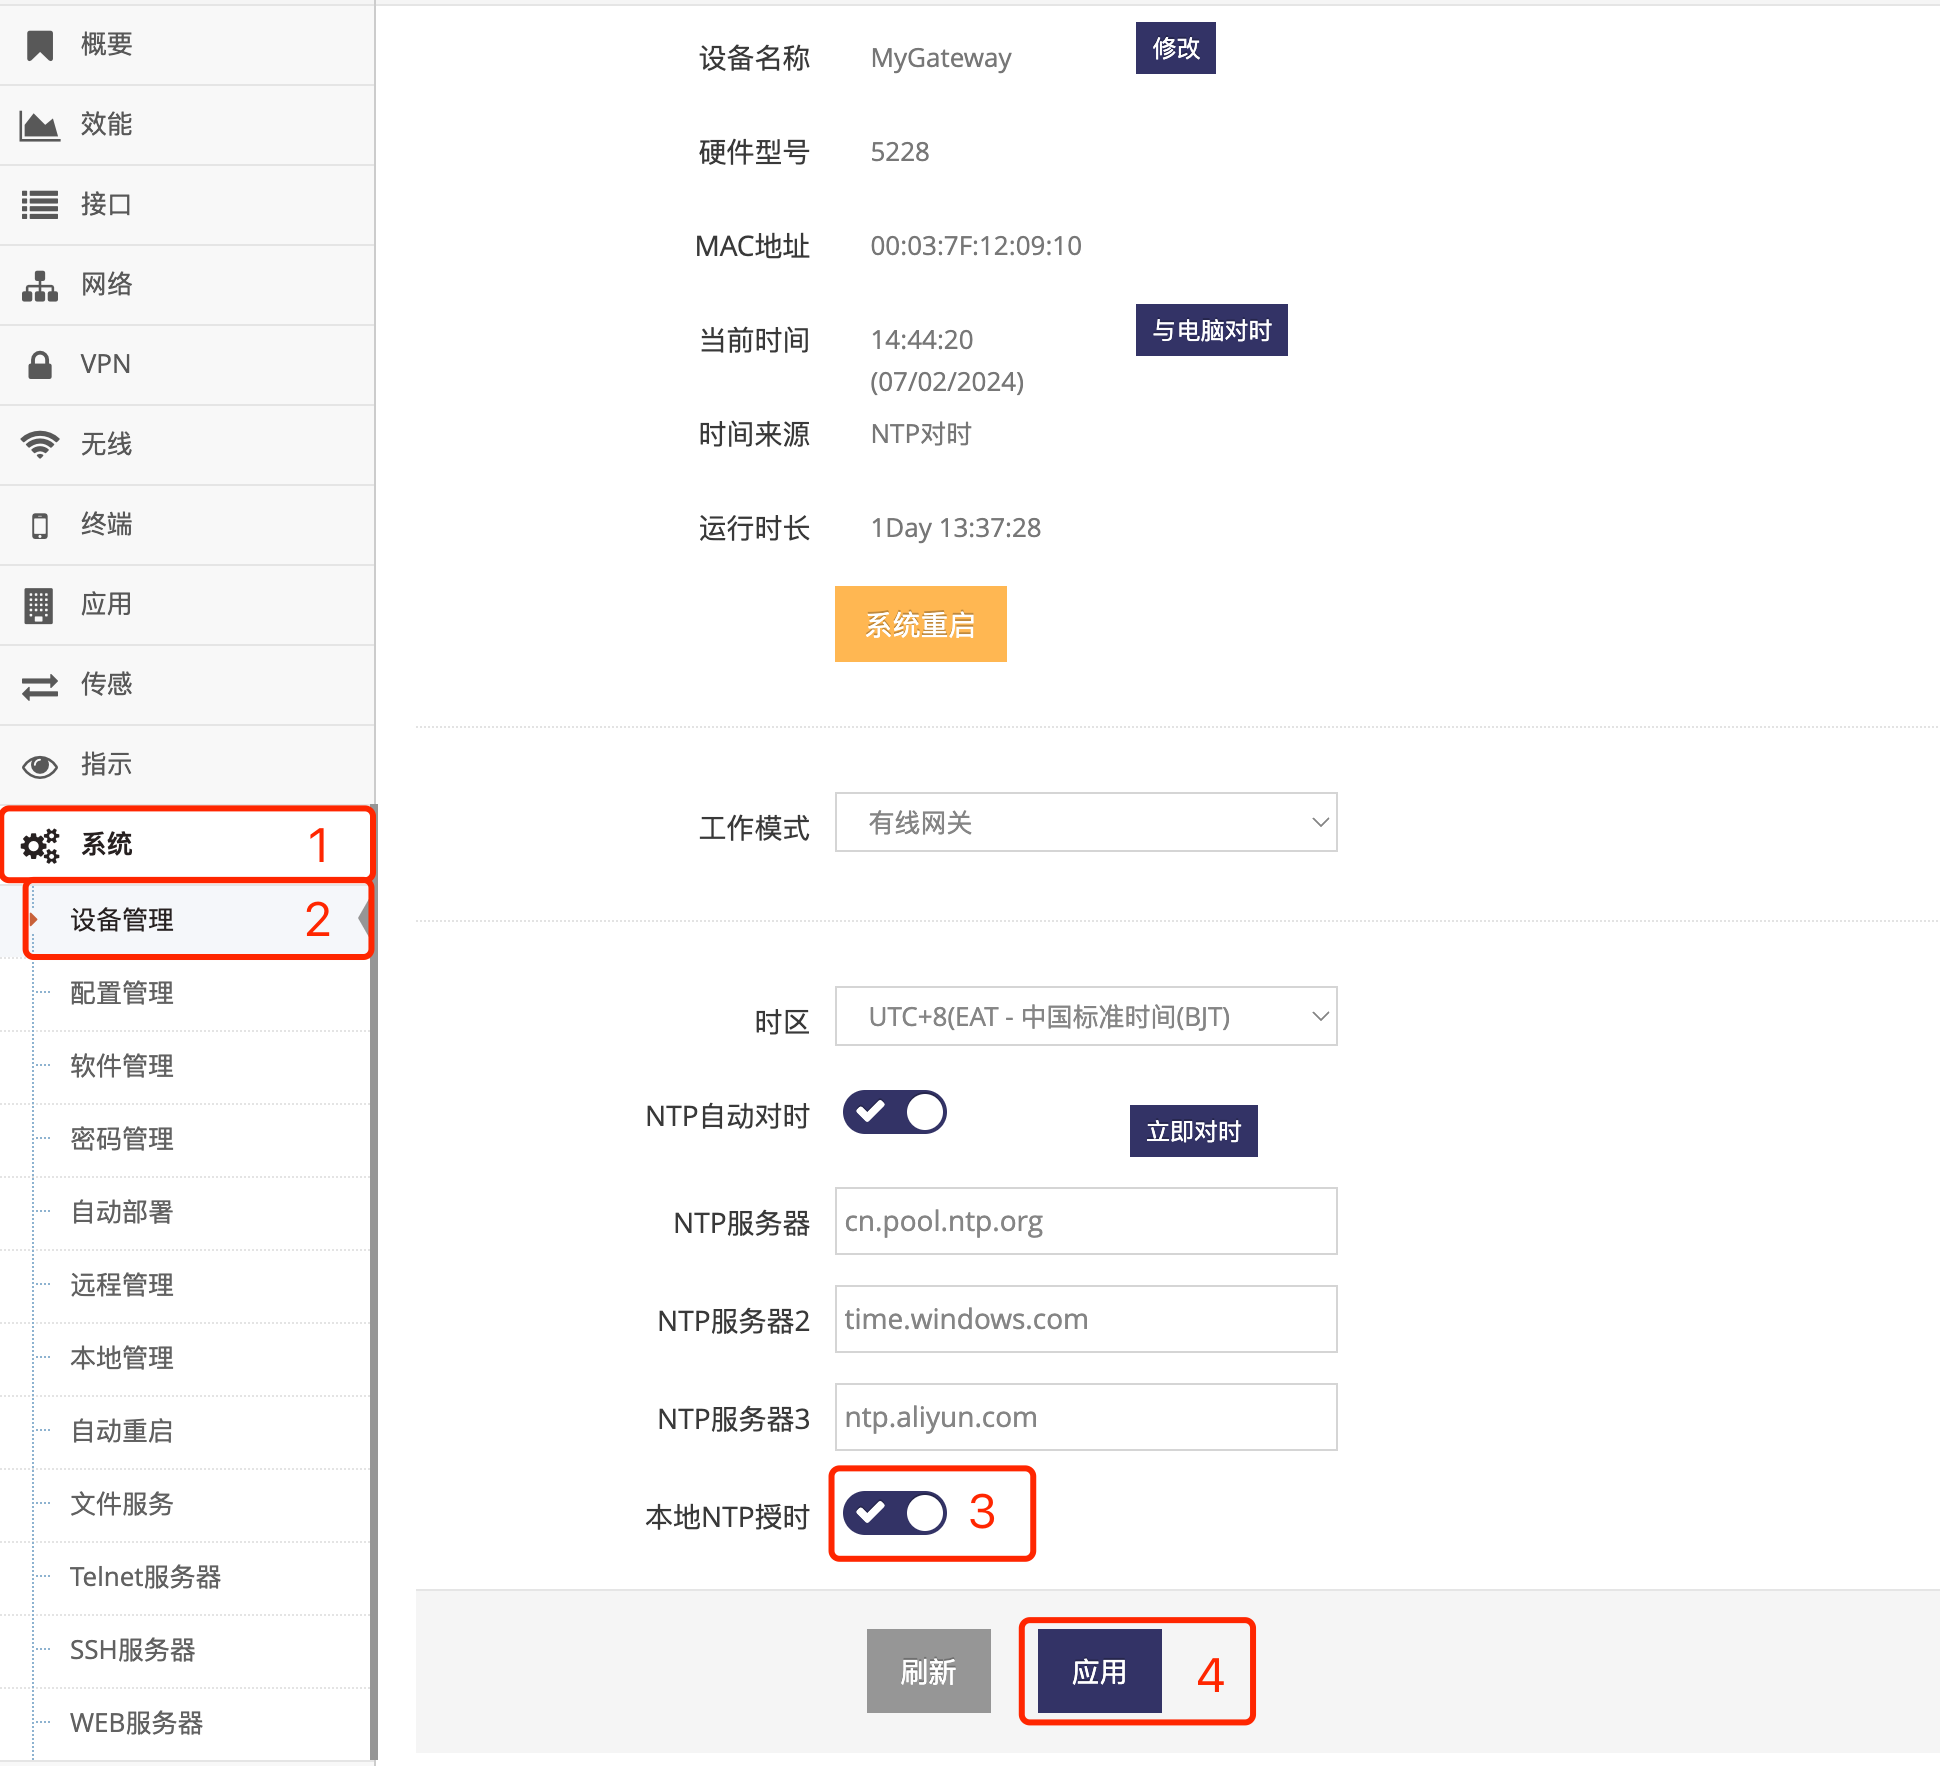 概要
效能
接口
网络
VPN
无线
终端
应用
传感
指示
系统 1
设备管理 2
配置管理
软件管理
密码管理
自动部署
远程管理
本地管理
自动重启
文件服务
Telnet服务器
SSH服务器
WEB服务器
设备名称 MyGateway 修改
硬件型号 5228
MAC地址 00:03:7F:12:09:10
当前时间 14:44:20 与电脑对时
(07/02/2024)
时间来源 NTP对时
运行时长 1Day 13:37:28
系统重启
工作模式 有线网关
时区 UTC+8(EAT - 中国标准时间(BJT)
NTP自动对时 立即对时
NTP服务器 cn.pool.ntp.org
NTP服务器2 time.windows.com
NTP服务器3 ntp.aliyun.com
本地NTP授时 3
刷新 应用 4